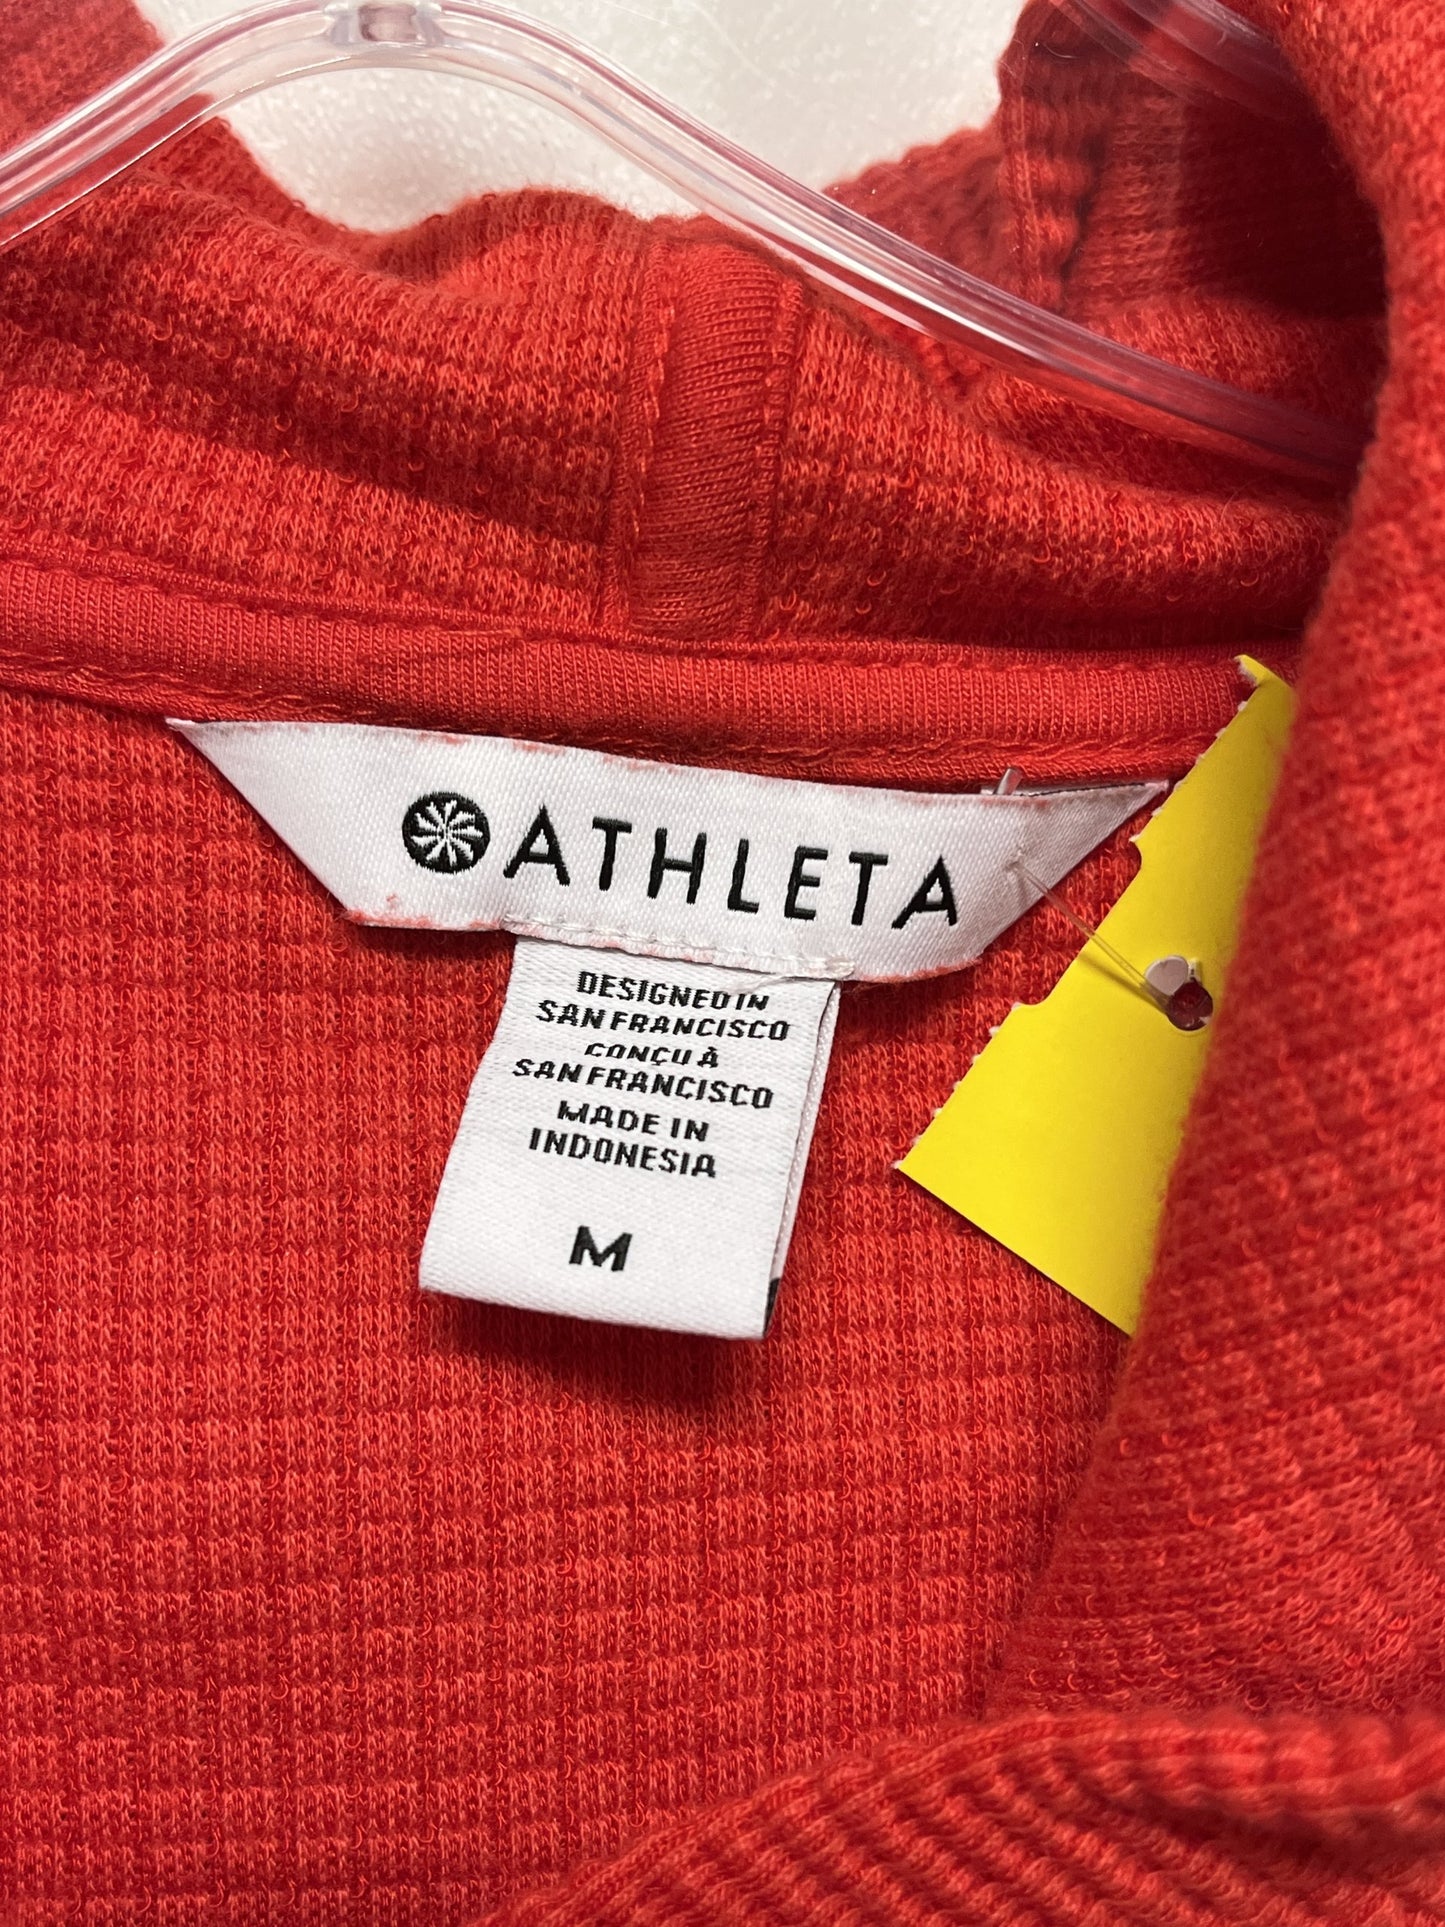 ATHLETA
DESIGNED IN
SAN FRANCISCO
CONÇU À
SAN FRANCISCO
MADE IN
INDONESIA
M